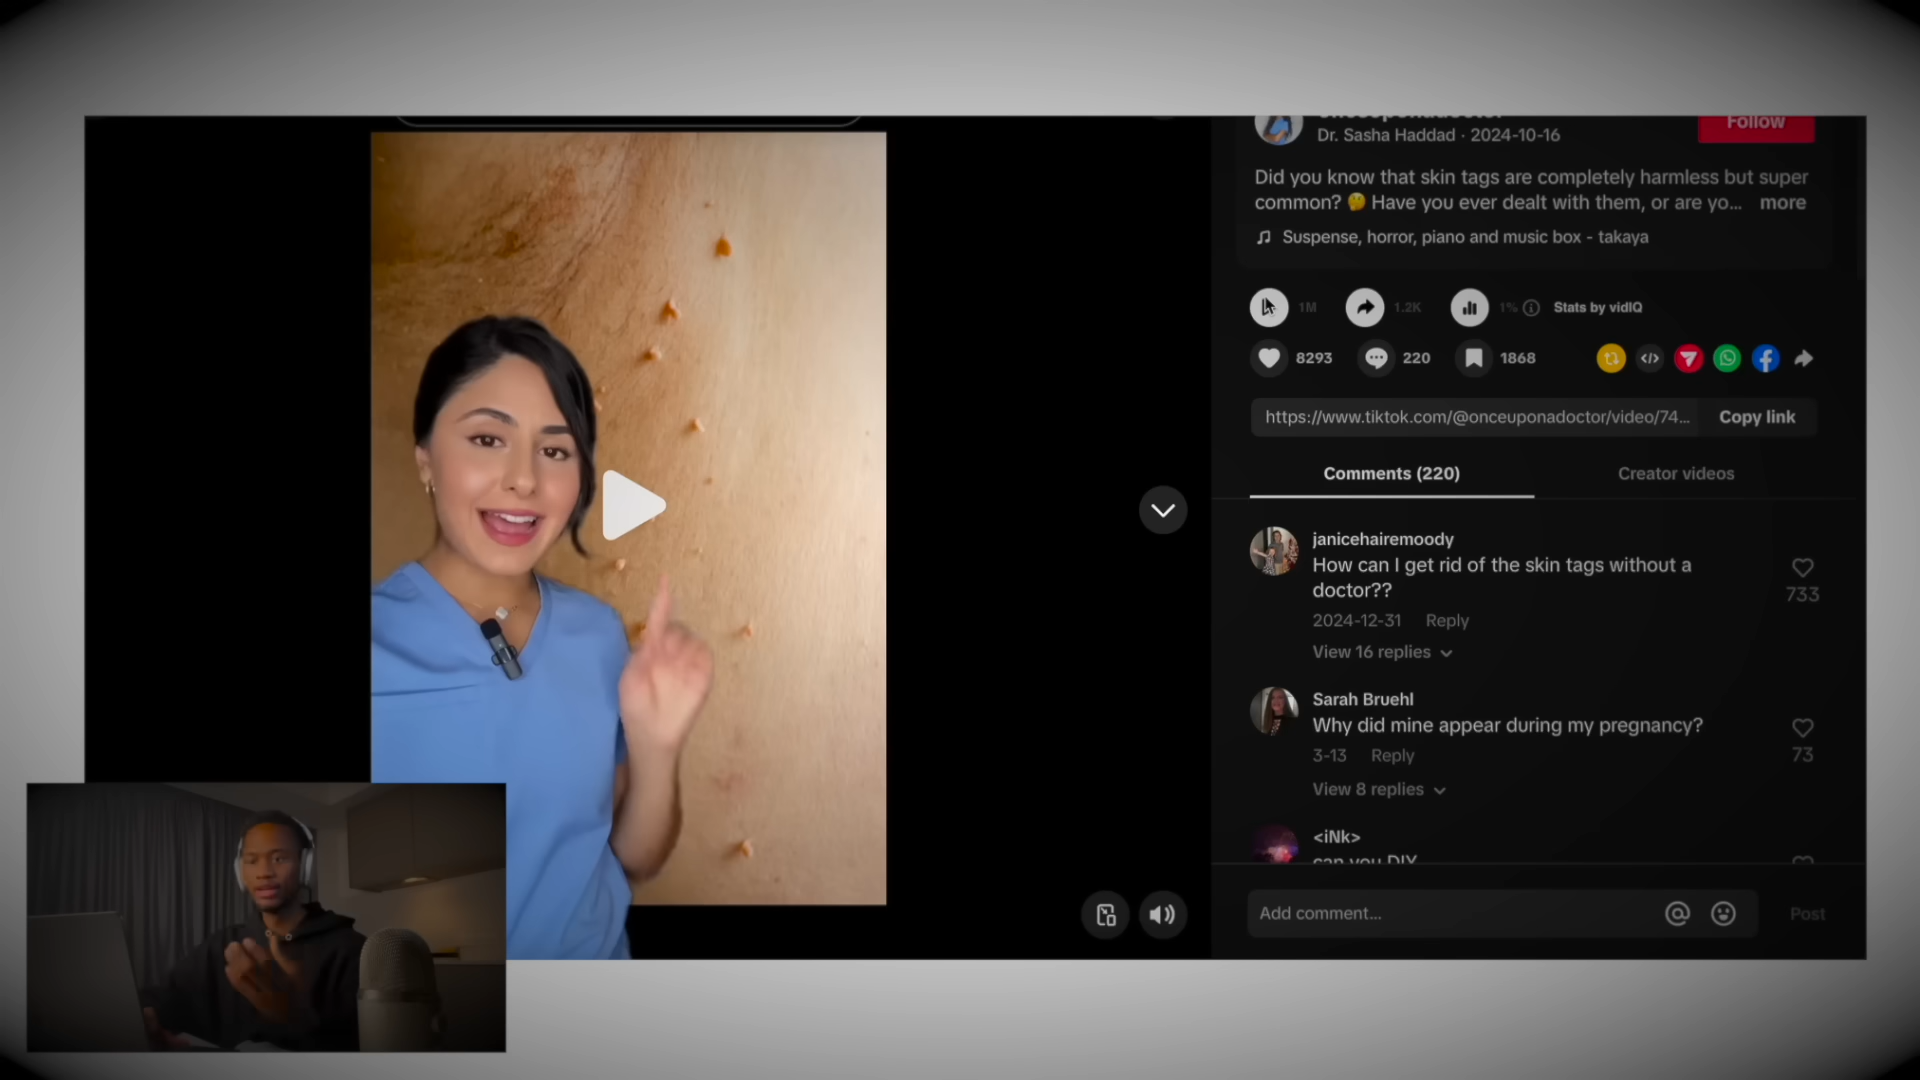 Dr. Sasha Haddad · 2024-10-16
Follow
Did you know that skin tags are completely harmless but super
common? 🤔 Have you ever dealt with them, or are yo... more
Suspense, horror, piano and music box - takaya
1M 1.2K 1% Stats by vidIQ
8293 220 1868
https://www.tiktok.com/@onceuponadoctor/video/74... Copy link
Comments (220) Creator videos
janicehairemoody
How can I get rid of the skin tags without a
doctor??
733
2024-12-31 Reply
View 16 replies
Sarah Bruehl
Why did mine appear during my pregnancy?
73
3-13 Reply
View 8 replies
<iNk>
can you DIY
Add comment... Post